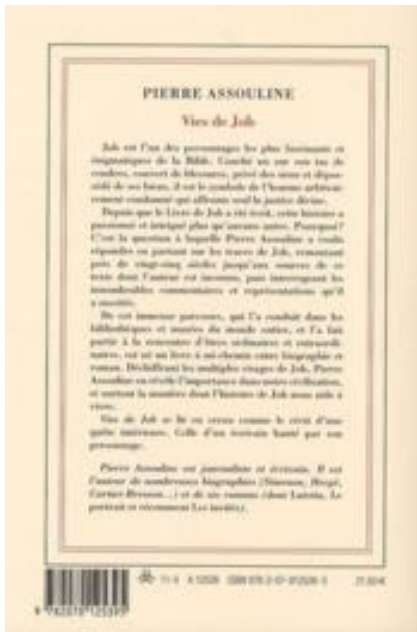 PIERRE ASSOULINE
Vies de Job
Job est l'un des personnages les plus fascinants et
énigmatiques de la Bible. Couché nu sur son tas de
cendres, couvert de blessures, privé des siens et dépos-
sédé de ses biens, il est le symbole de l'homme arbitrai-
rement condamné qui affronte seul la justice divine.
Depuis que le Livre de Job a été écrit, cette histoire a
passionné et intrigué plus qu'aucune autre. Pourquoi ?
C'est la question à laquelle Pierre Assouline a voulu
répondre en partant sur les traces de Job, remontant
près de vingt-cinq siècles jusqu'aux sources de ce
texte dont l'auteur est inconnu, puis interrogeant les
innombrables commentaires et représentations qu'il
a suscités.
De cet immense parcours, qui l'a conduit dans les
bibliothèques et musées du monde entier, et l'a fait
partir à la rencontre d'êtres ordinaires et extraordi-
naires, est né un livre à mi-chemin entre biographie et
roman. Déchiffrant les multiples visages de Job, Pierre
Assouline en révèle l'importance dans notre civilisation,
et surtout la manière dont l'histoire de Job nous aide à
vivre.
Vies de Job se lit en creux comme le récit d'une
quête intérieure. Celle d'un écrivain hanté par son
personnage.
Pierre Assouline est journaliste et écrivain. Il est
l'auteur de nombreuses biographies (Simenon, Hergé,
Cartier-Bresson...) et de six romans (dont Lutetia, Le
portrait et récemment Les invités).